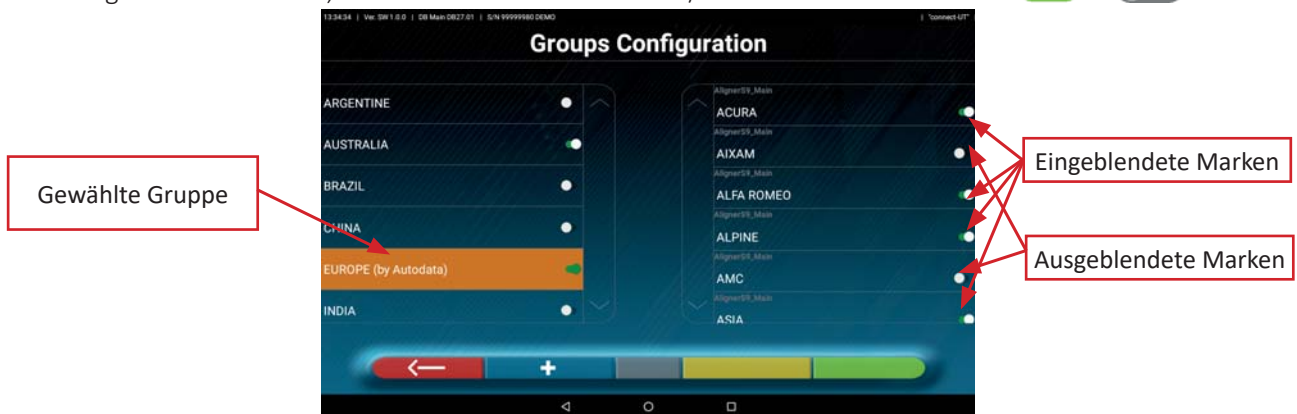 13:34:34 | Ver. SW 1.0.0 | DB Main DB27.01 | S/N 99999980 DEMO | "connect-UT"
Groups Configuration
ARGENTINE
AUSTRALIA
BRAZIL
CHINA
EUROPE (by Autodata)
INDIA
AlignerS9_Main
ACURA
AlignerS9_Main
AIXAM
AlignerS9_Main
ALFA ROMEO
AlignerS9_Main
ALPINE
AlignerS9_Main
AMC
AlignerS9_Main
ASIA
Gewählte Gruppe
Eingeblendete Marken
Ausgeblendete Marken